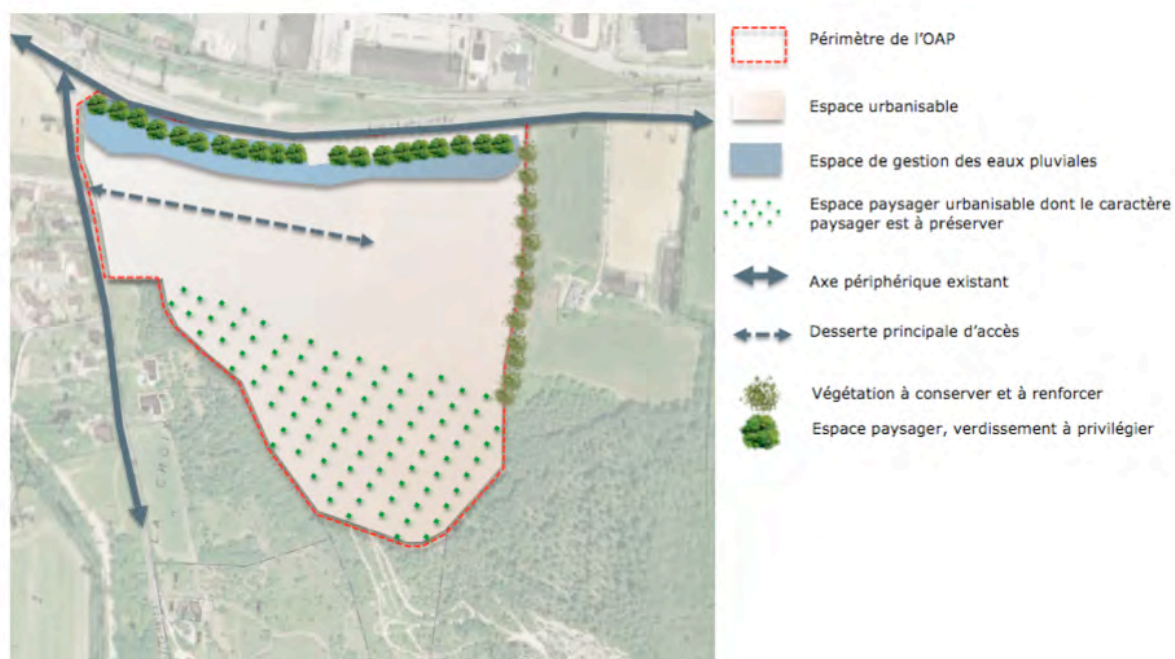 Périmètre de l'OAP
Espace urbanisable
Espace de gestion des eaux pluviales
Espace paysager urbanisable dont le caractère
paysager est à préserver
Axe périphérique existant
Desserte principale d'accès
Végétation à conserver et à renforcer
Espace paysager, verdissement à privilégier